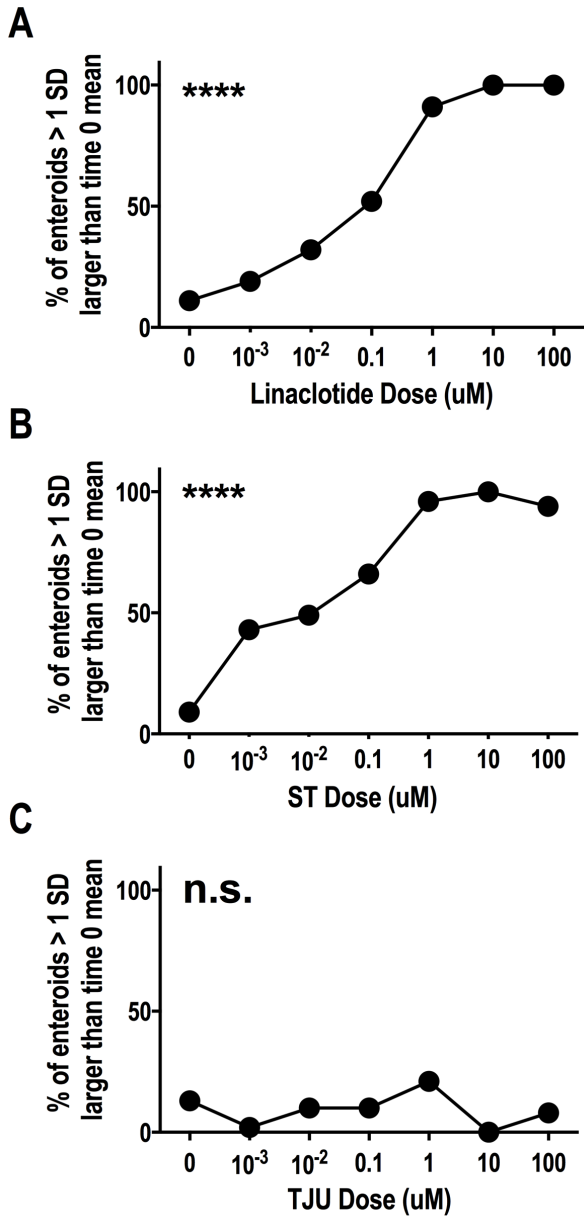 A
% of enteroids > 1 SD
larger than time 0 mean
****
100
50
0
0 10-3 10-2 0.1 1 10 100
Linaclotide Dose (uM)
B
% of enteroids > 1 SD
larger than time 0 mean
****
100
50
0
0 10-3 10-2 0.1 1 10 100
ST Dose (uM)
C
% of enteroids > 1 SD
larger than time 0 mean
n.s.
100
50
0
0 10-3 10-2 0.1 1 10 100
TJU Dose (uM)